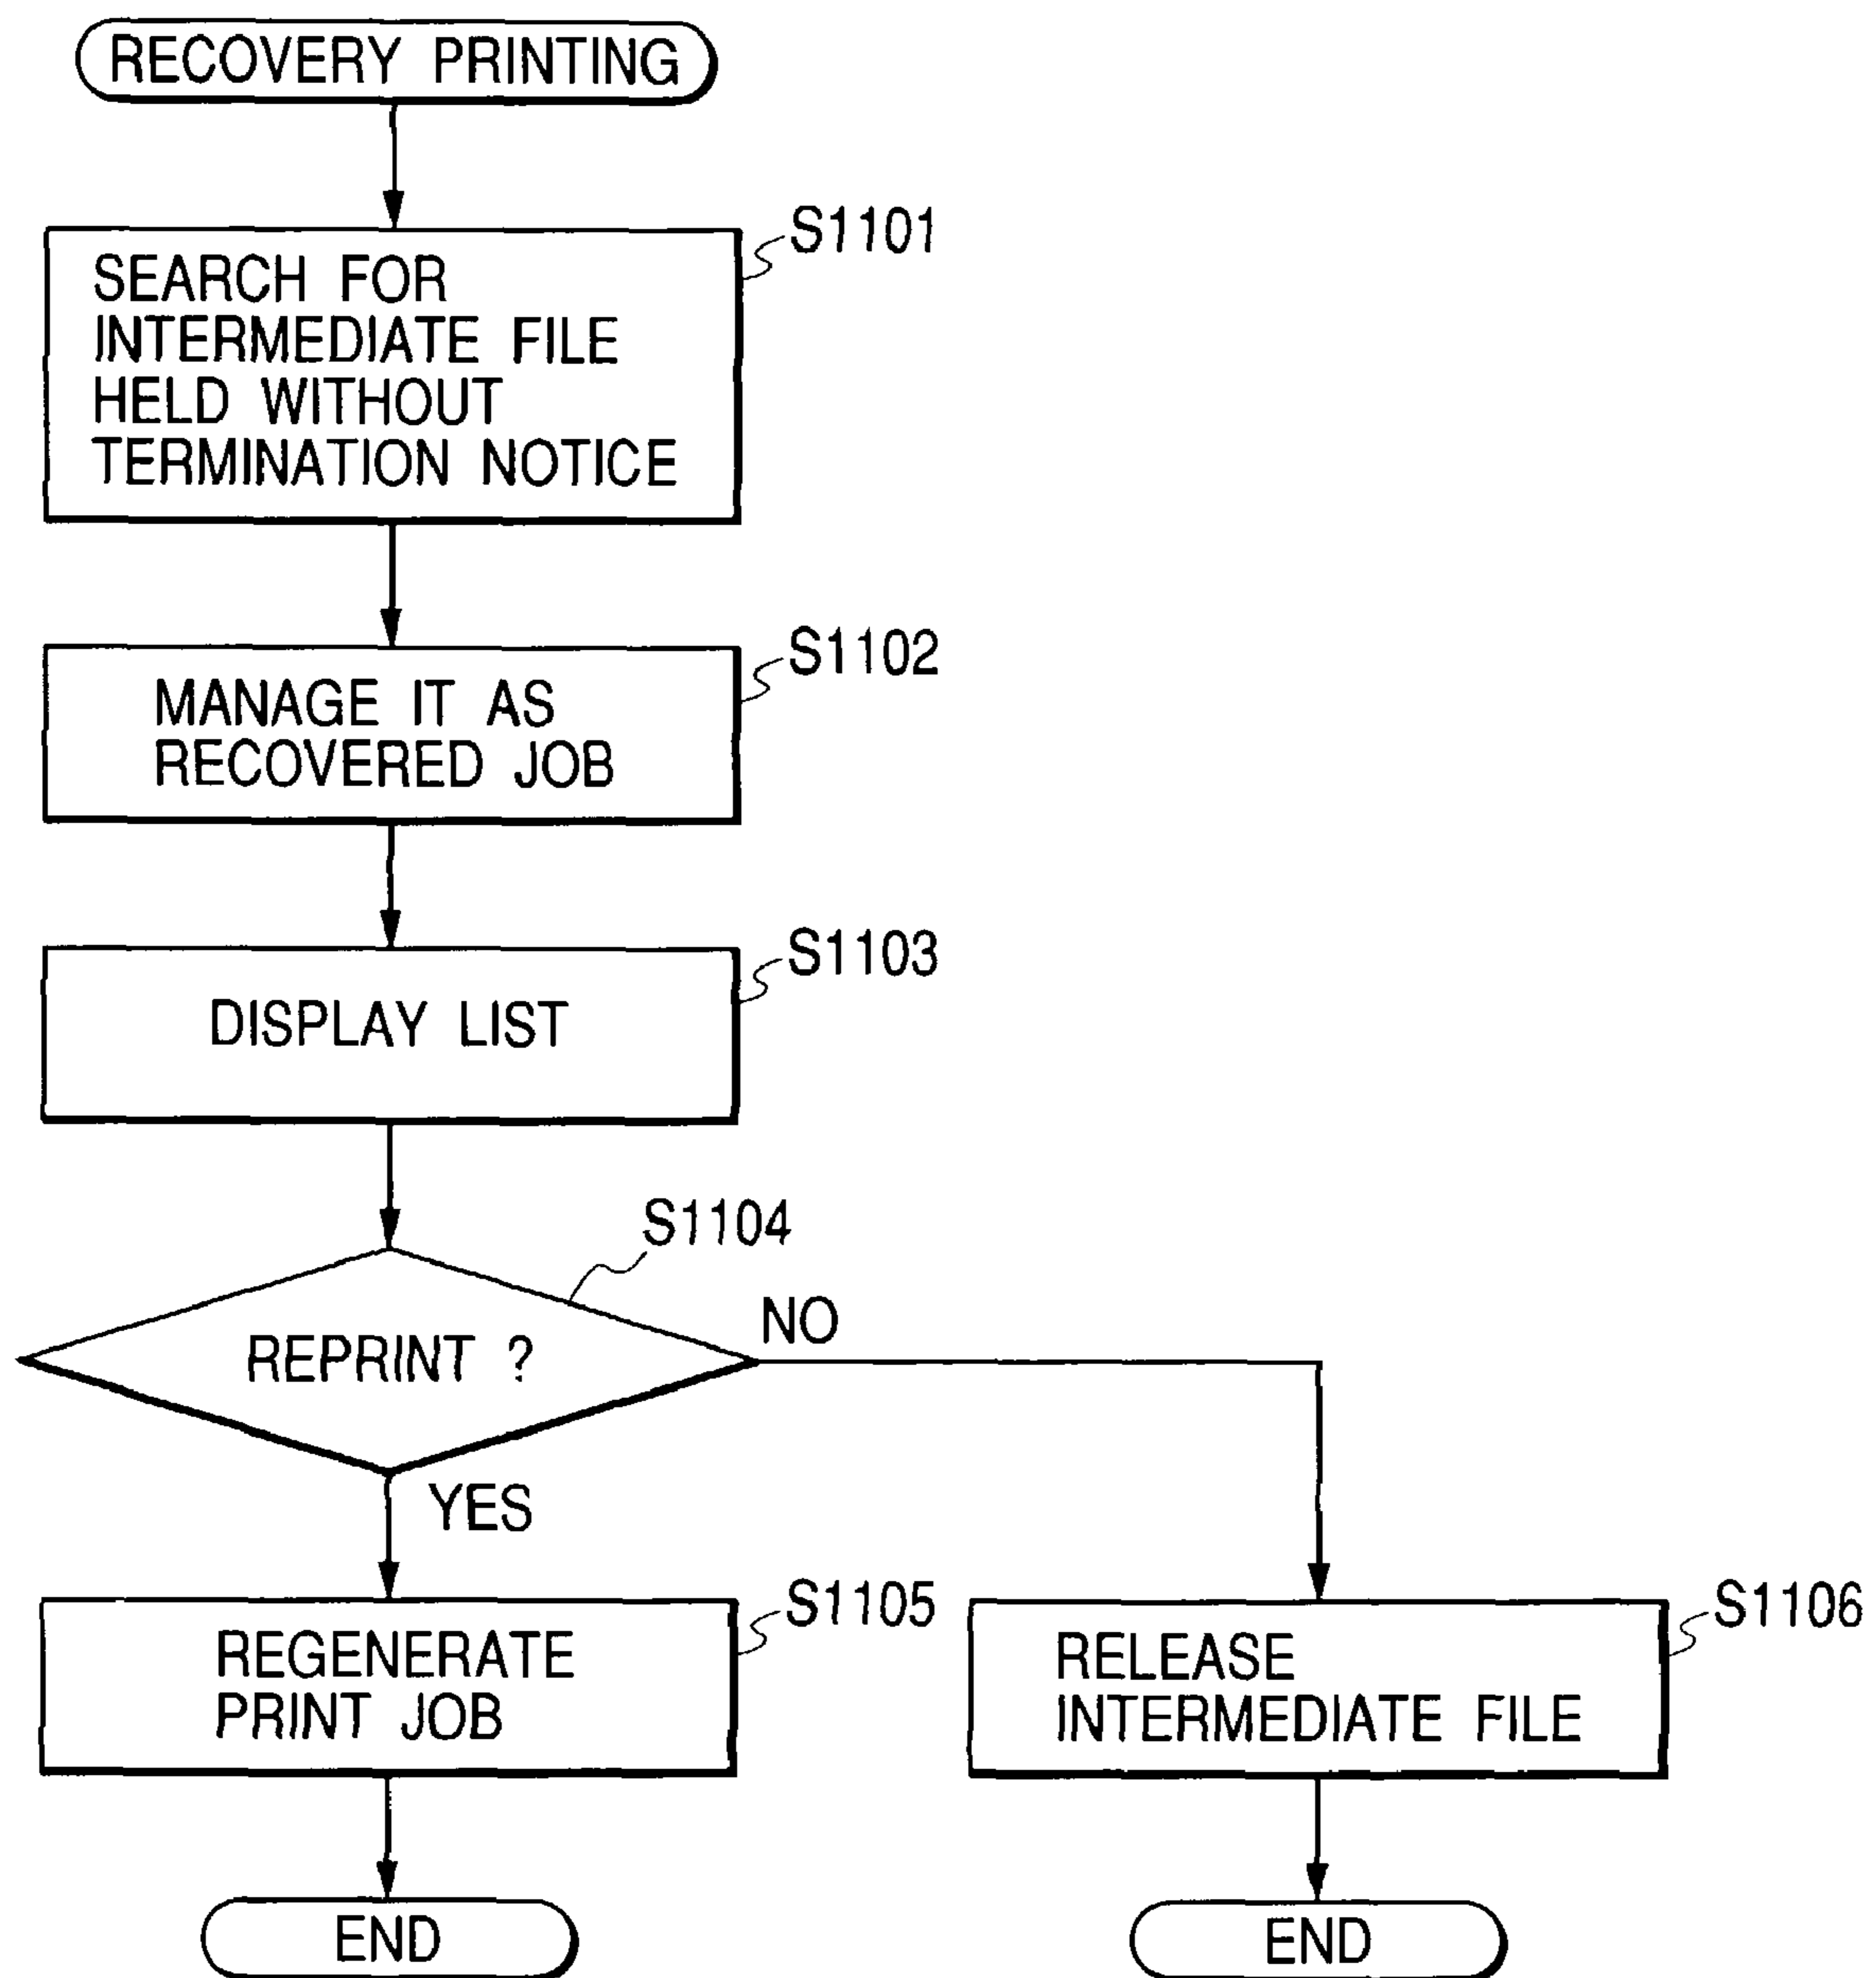 RECOVERY PRINTING
S1101
SEARCH FOR
INTERMEDIATE FILE
HELD WITHOUT
TERMINATION NOTICE
S1102
MANAGE IT AS
RECOVERED JOB
S1103
DISPLAY LIST
S1104
NO
REPRINT ?
YES
S1105
REGENERATE
PRINT JOB
S1106
RELEASE
INTERMEDIATE FILE
END
END